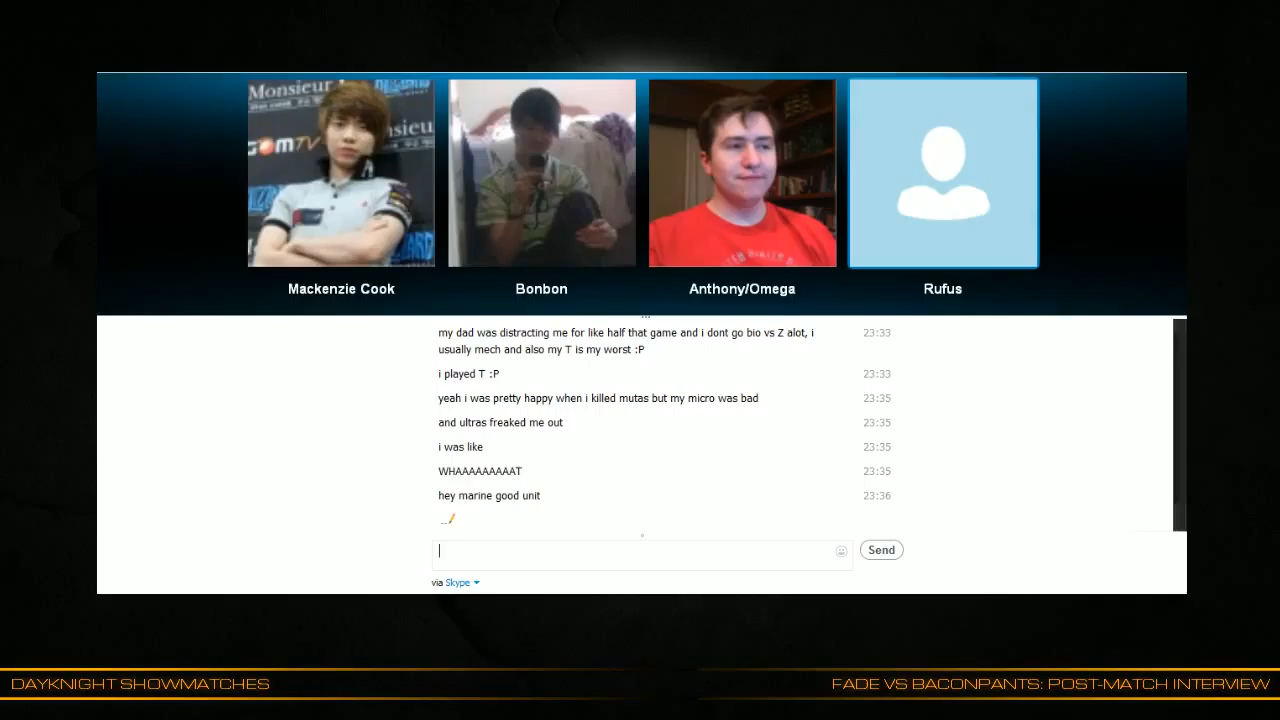 Monsieur
BLIZZARD
GOMTV
Mackenzie Cook
Bonbon
Anthony/Omega
Rufus
my dad was distracting me for like half that game and i dont go bio vs Z alot, i 23:33
usually mech and also my T is my worst :P
i played T :P 23:33
yeah i was pretty happy when i killed mutas but my micro was bad 23:35
and ultras freaked me out 23:35
i was like 23:35
WHAAAAAAAAAT 23:35
hey marine good unit 23:36
Send
via Skype
DAYKNIGHT SHOWMATCHES
FADE VS BACONPANTS: POST-MATCH INTERVIEW